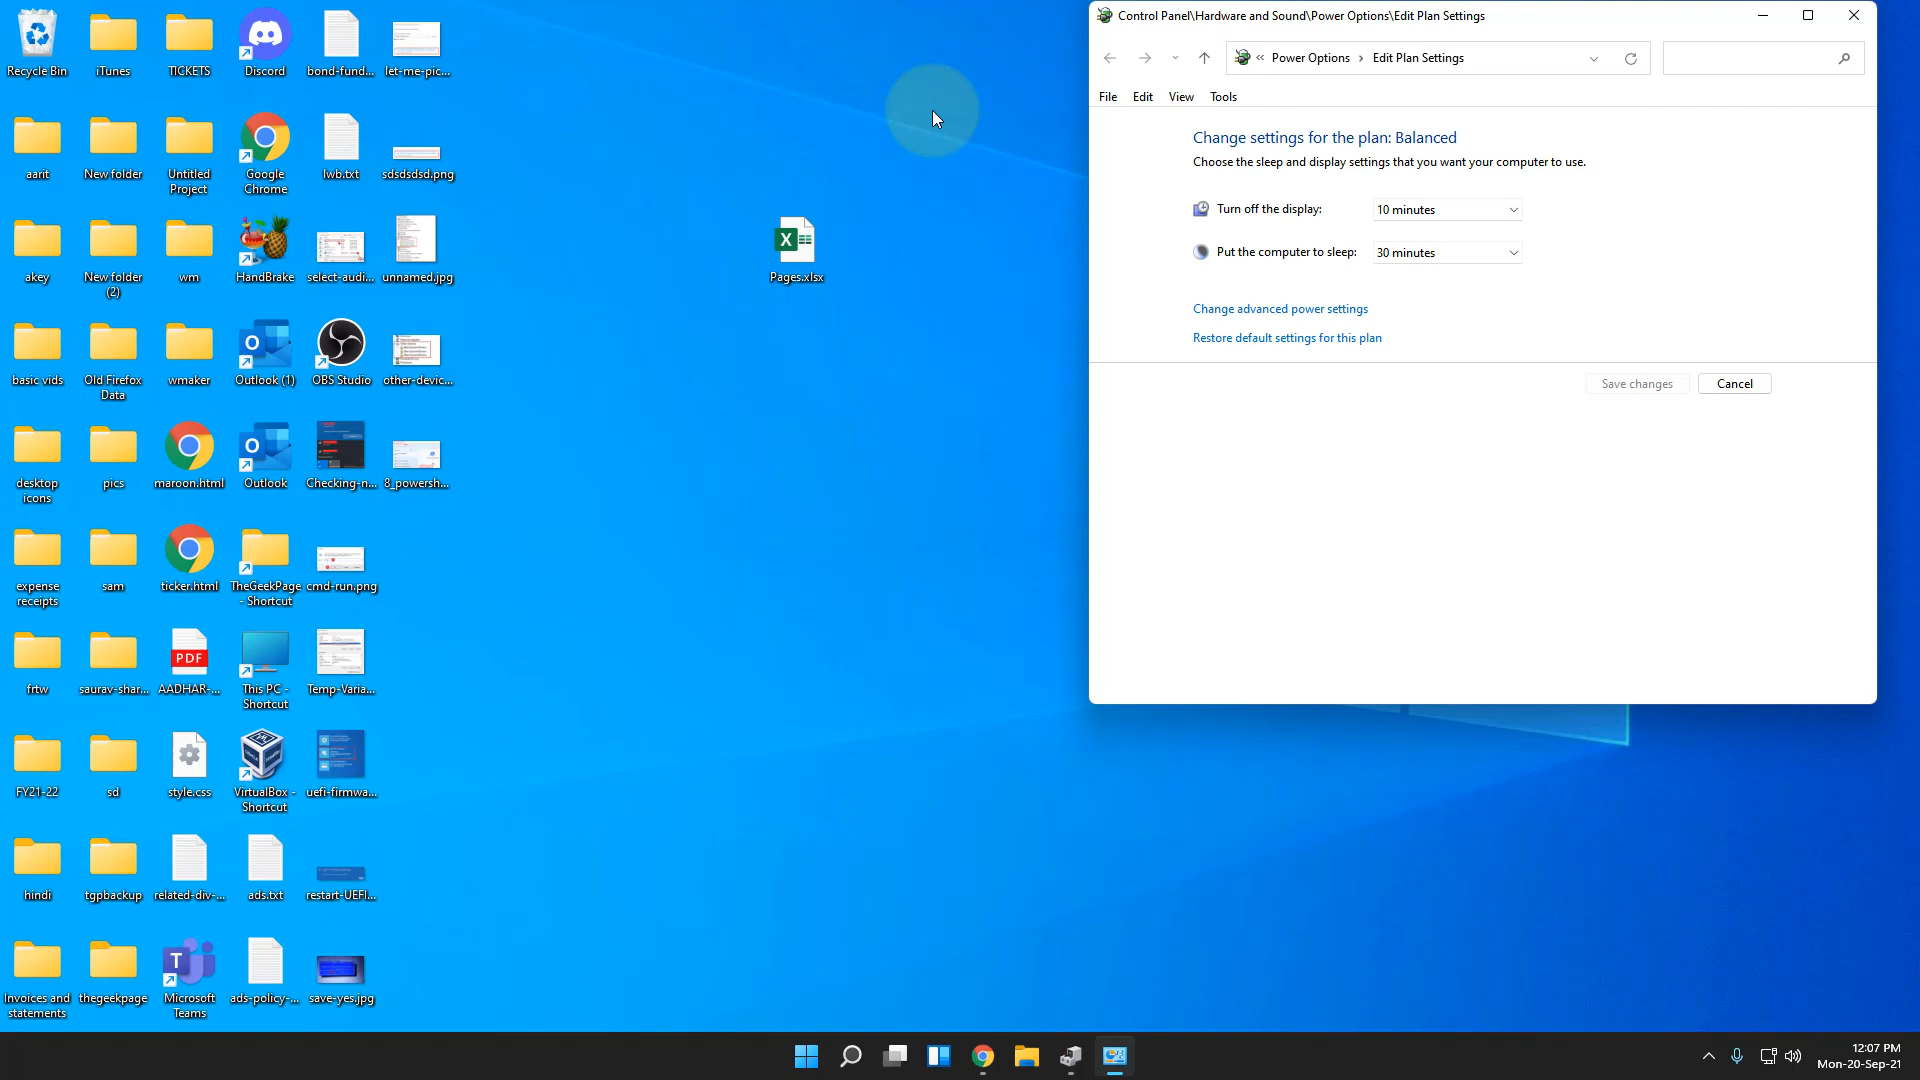 Recycle Bin
iTunes
TICKETS
Discord
bond-fund...
let-me-pic...
aarit
New folder
Untitled
Project
Google
Chrome
lwb.txt
sdsdsdsd.png
akey
New folder
(2)
wm
HandBrake
select-audi...
unnamed.jpg
basic vids
Old Firefox
Data
wmaker
Outlook (1)
OBS Studio
other-devic...
desktop
icons
pics
maroon.html
Outlook
Checking-n...
8_powersh...
expense
receipts
sam
ticker.html
TheGeekPage
- Shortcut
cmd-run.png
frtw
saurav-shar...
PDF
AADHAR-...
This PC -
Shortcut
Temp-Varia...
FY21-22
sd
style.css
VirtualBox -
Shortcut
uefi-firmwa...
hindi
tgpbackup
related-div-...
ads.txt
restart-UEFI...
Invoices and
statements
thegeekpage
Microsoft
Teams
ads-policy-...
save-yes.jpg
Pages.xlsx
Control Panel\Hardware and Sound\Power Options\Edit Plan Settings
« Power Options > Edit Plan Settings
File Edit View Tools
Change settings for the plan: Balanced
Choose the sleep and display settings that you want your computer to use.
Turn off the display: 10 minutes
Put the computer to sleep: 30 minutes
Change advanced power settings
Restore default settings for this plan
Save changes Cancel
12:07 PM
Mon-20-Sep-21